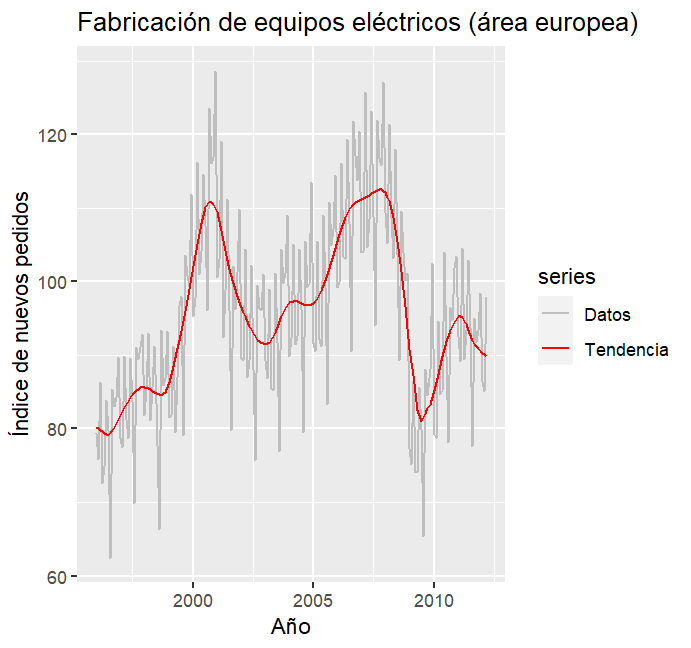 Fabricación de equipos eléctricos (área europea)
Índice de nuevos pedidos
120
100
80
60
2000
2005
2010
Año
series
Datos
Tendencia